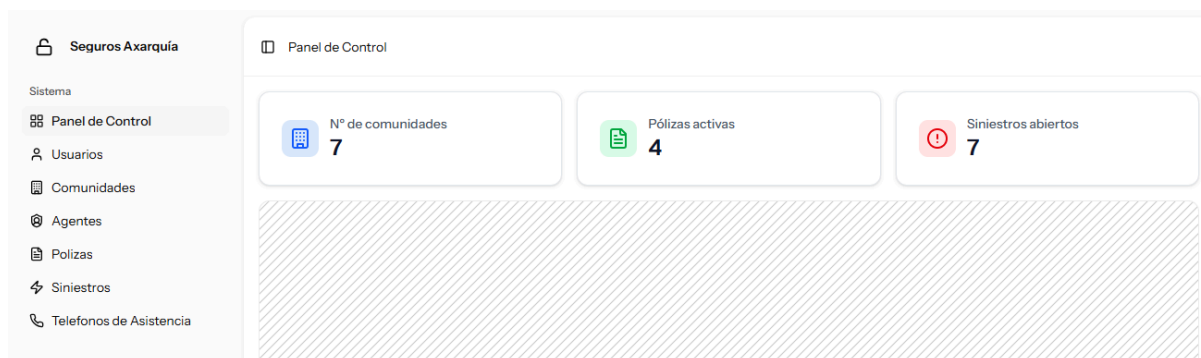 Seguros Axarquía
Sistema
Panel de Control
Usuarios
Comunidades
Agentes
Polizas
Siniestros
Telefonos de Asistencia
Panel de Control
Nº de comunidades
7
Pólizas activas
4
Siniestros abiertos
7